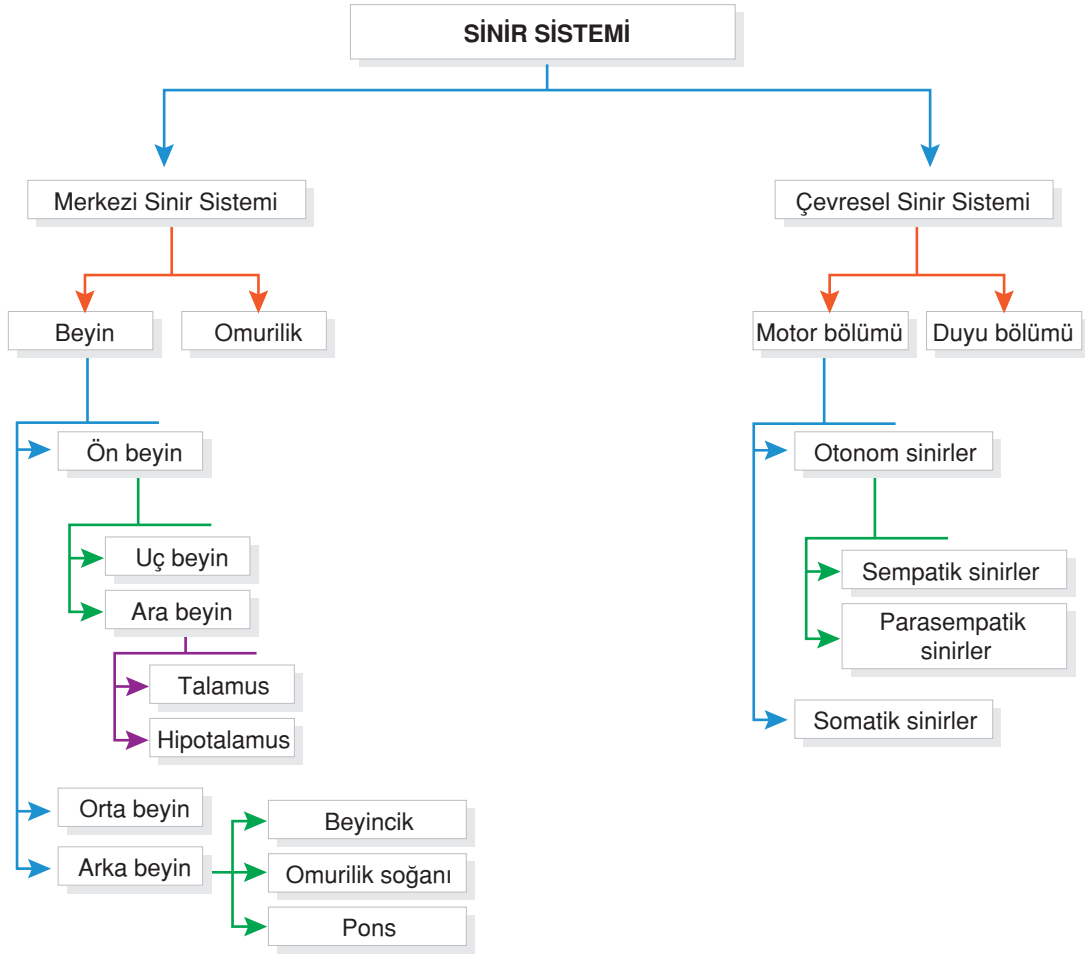 SİNİR SİSTEMİ
Merkezi Sinir Sistemi
Çevresel Sinir Sistemi
Beyin
Omurilik
Motor bölümü
Duyu bölümü
Ön beyin
Otonom sinirler
Uç beyin
Sempatik sinirler
Ara beyin
Parasempatik
sinirler
Talamus
Somatik sinirler
Hipotalamus
Orta beyin
Beyincik
Arka beyin
Omurilik soğanı
Pons